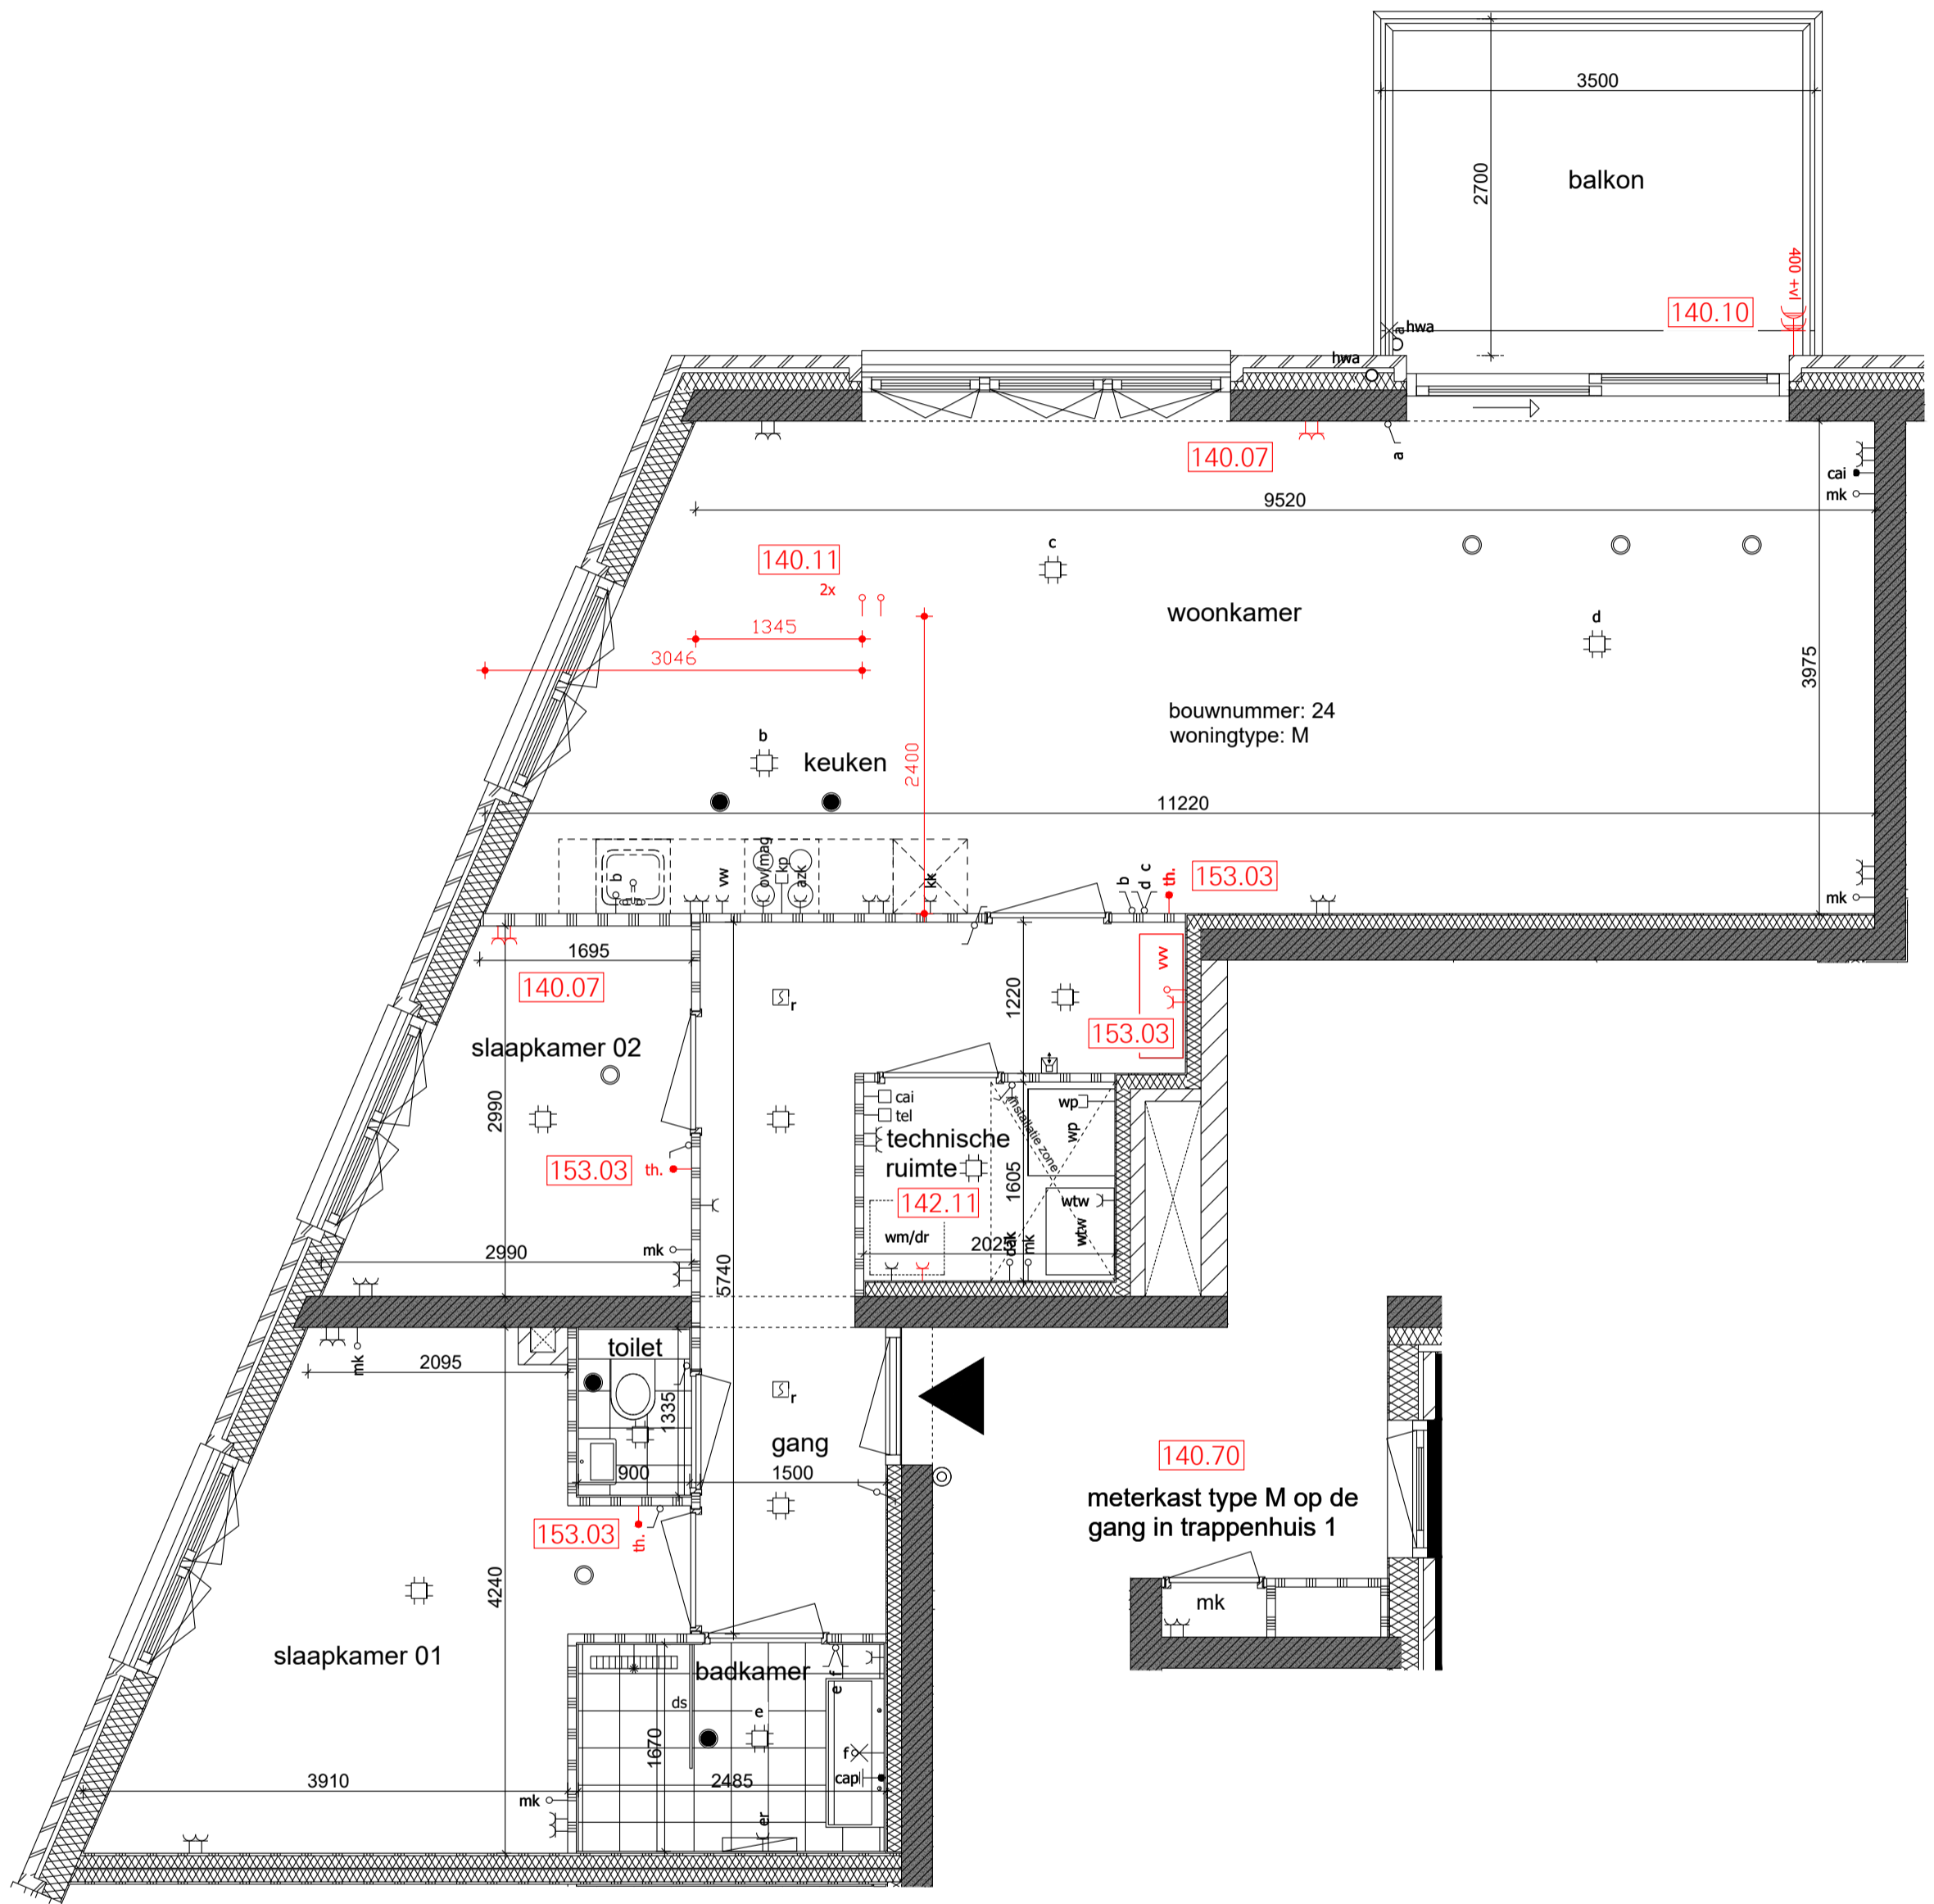 3500
2700
balkon
400 +vl
140.10
a
hwa
hwa
140.07
a
cai
mk
9520
140.11
2x
c
woonkamer
d
1345
3046
3975
bouwnummer: 24
woningtype: M
b
keuken
2400
11220
b
vw
ov/mag
kp
azk
kk
b
d
c
th.
153.03
mk
1695
140.07
vvv
1220
r
153.03
slaapkamer 02
2990
cai
tel
wp
wp
installatie zone
technische
ruimte
1605
153.03
th.
142.11
wtw
wtw
wm/dr
2025
dak
mk
mk
2990
5740
toilet
2095
mk
1335
r
gang
900
1500
140.70
meterkast type M op de
gang in trappenhuis 1
153.03
th.
4240
mk
slaapkamer 01
badkamer
f
e
ds
e
1670
f
cap
3910
2485
mk
er